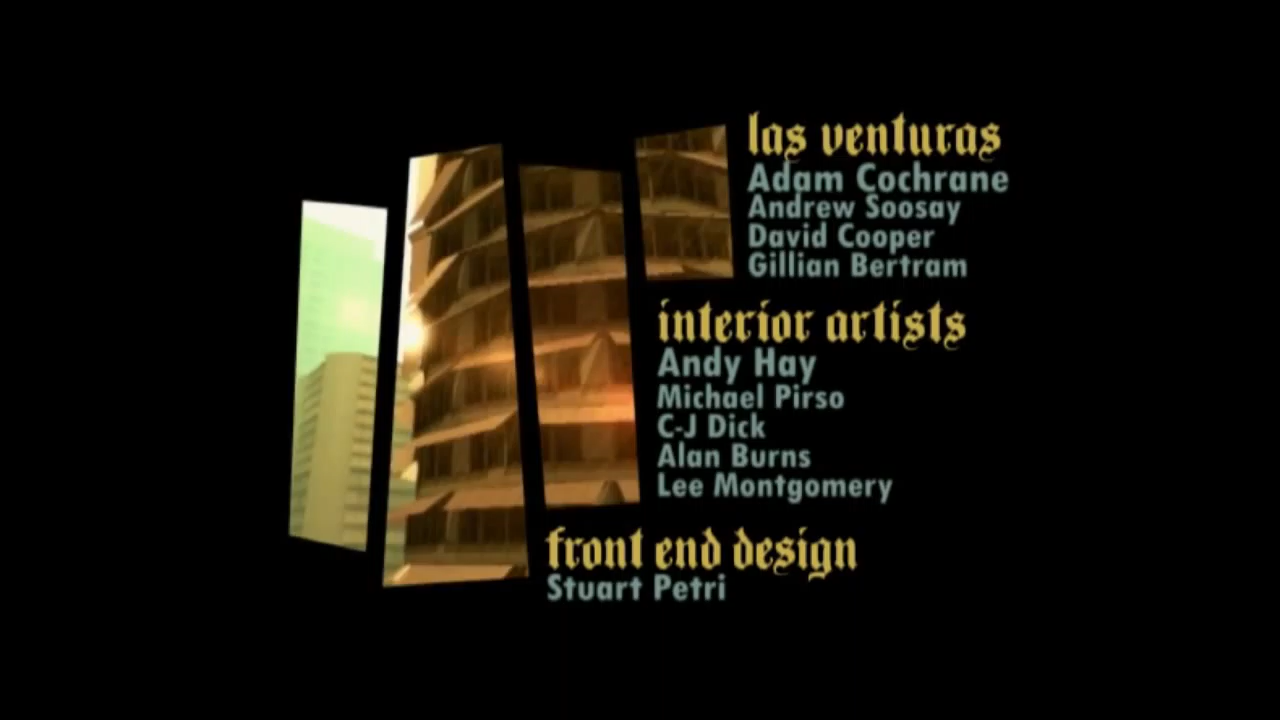 las venturas
Adam Cochrane
Andrew Soosay
David Cooper
Gillian Bertram
interior artists
Andy Hay
Michael Pirso
C-J Dick
Alan Burns
Lee Montgomery
front end design
Stuart Petri